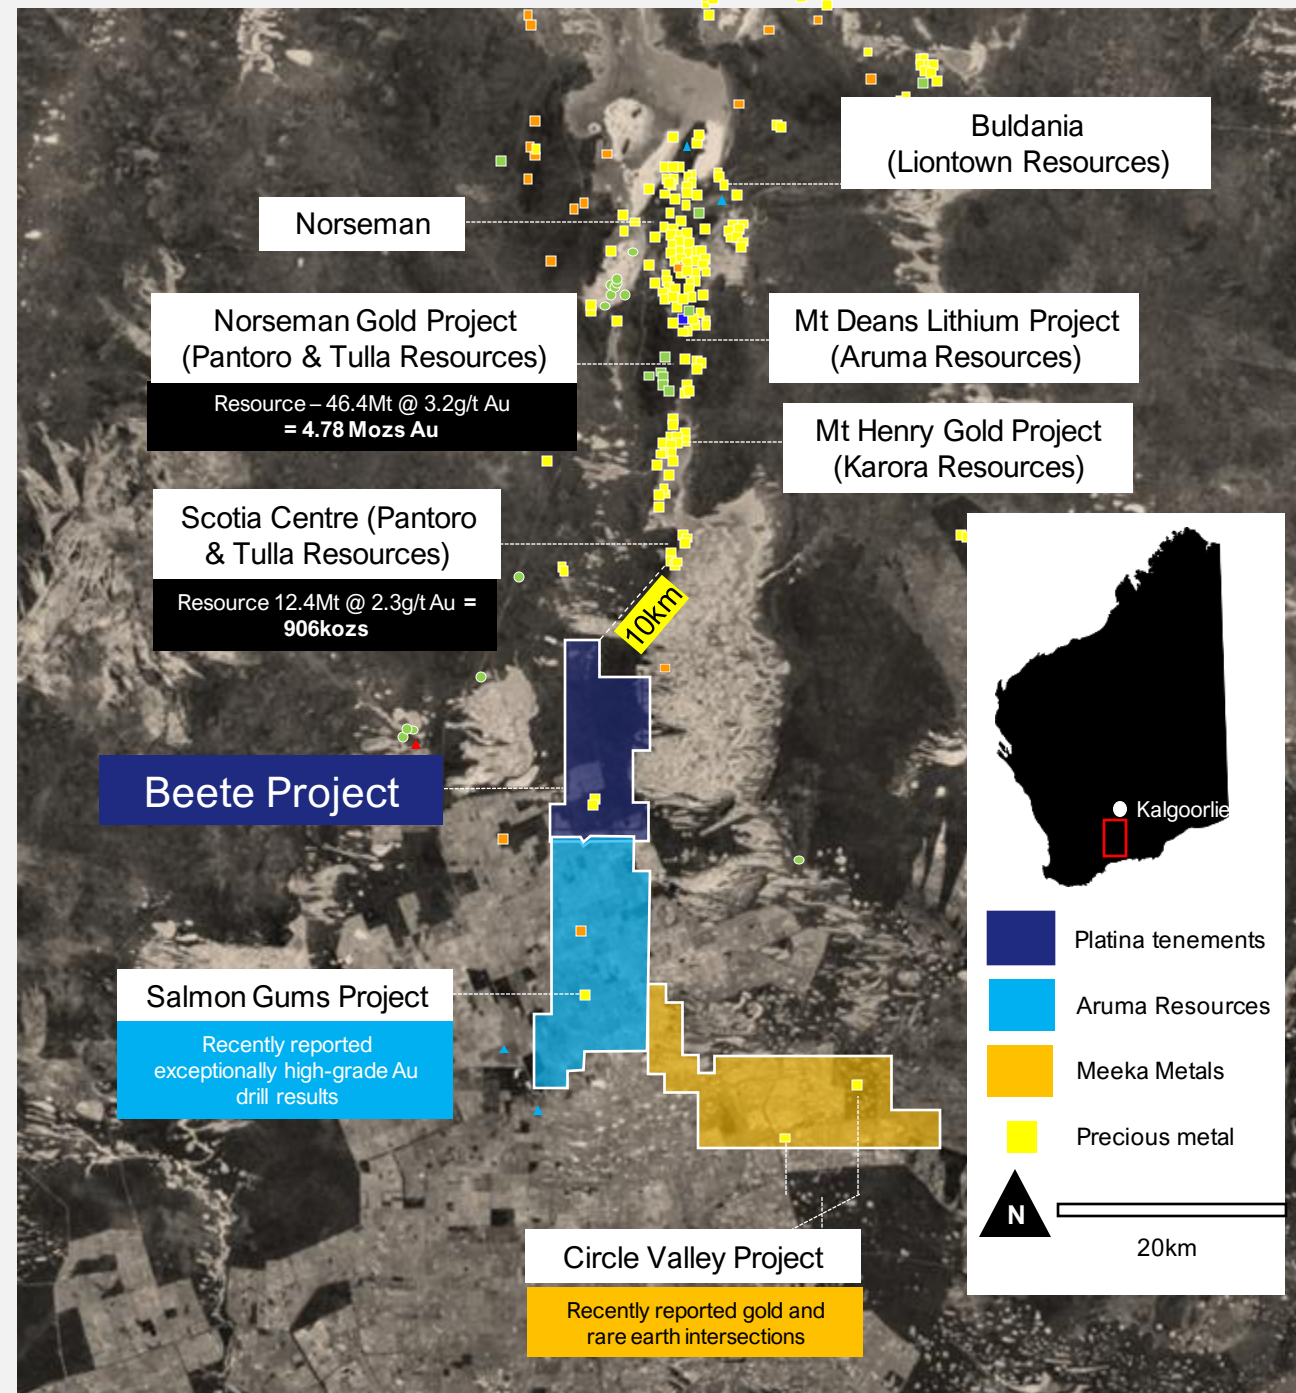 Buldania
(Liontown Resources)
Norseman
Norseman Gold Project
(Pantoro & Tulla Resources)
Resource – 46.4Mt @ 3.2g/t Au
= 4.78 Mozs Au
Mt Deans Lithium Project
(Aruma Resources)
Mt Henry Gold Project
(Karora Resources)
Scotia Centre (Pantoro
& Tulla Resources)
Resource 12.4Mt @ 2.3g/t Au =
906kozs
10km
Beete Project
Kalgoorlie
Platina tenements
Aruma Resources
Meeka Metals
Precious metal
N
20km
Salmon Gums Project
Recently reported
exceptionally high-grade Au
drill results
Circle Valley Project
Recently reported gold and
rare earth intersections